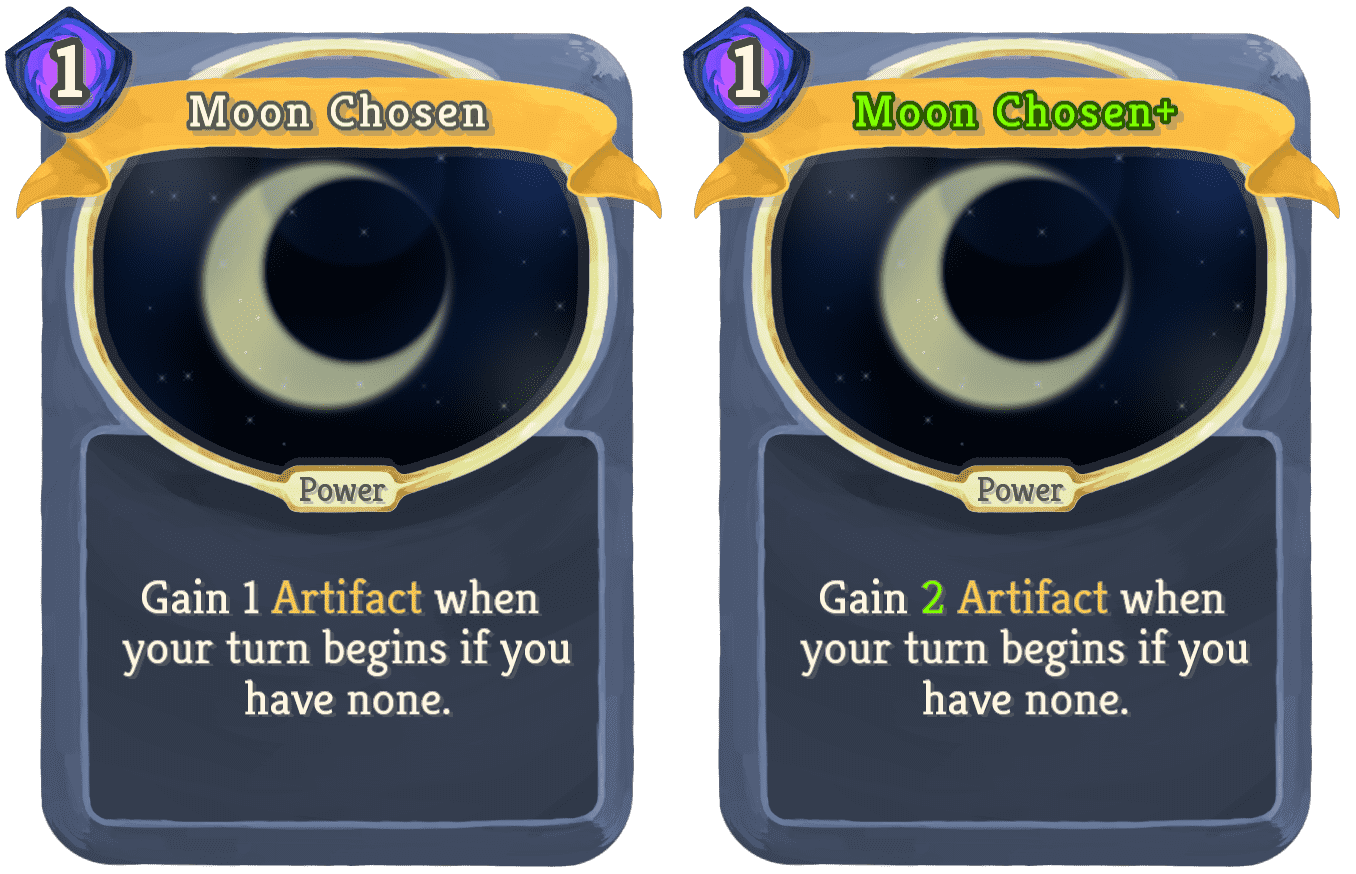 1
Moon Chosen
Power
Gain 1 Artifact when
your turn begins if you
have none.
1
Moon Chosen+
Power
Gain 2 Artifact when
your turn begins if you
have none.